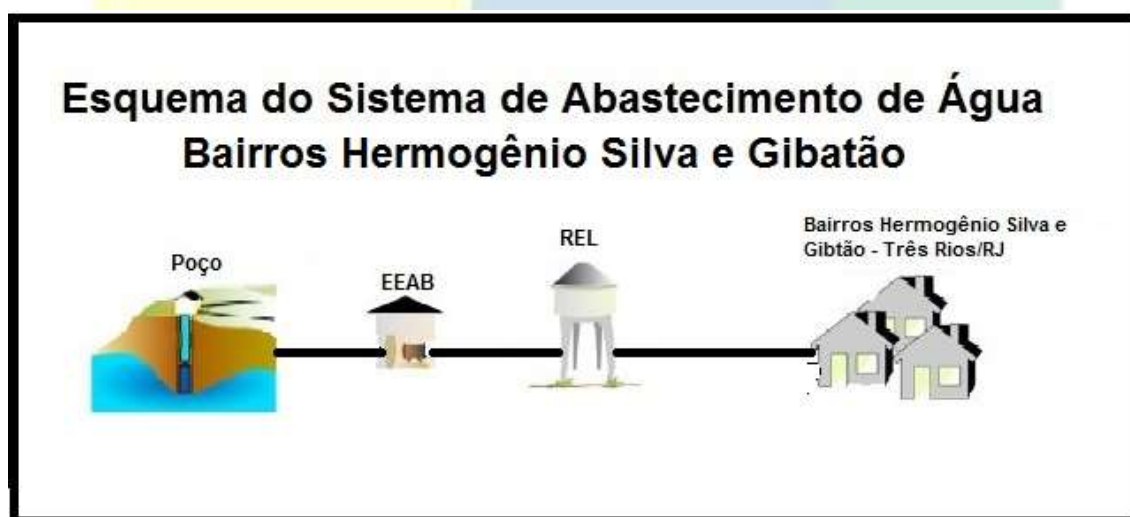 Esquema do Sistema de Abastecimento de Água
Bairros Hermogênio Silva e Gibatão
Poço
EEAB
REL
Bairros Hermogênio Silva e
Gibtão - Três Rios/RJ